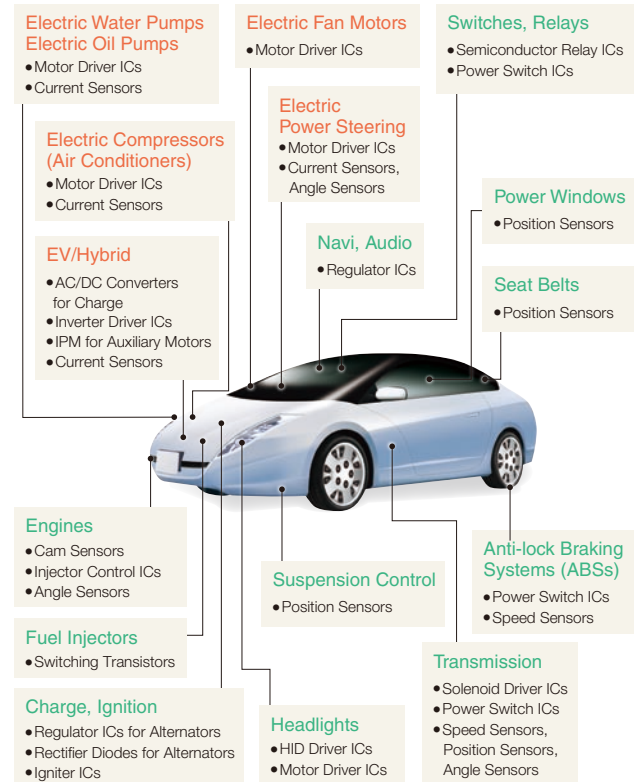 Electric Water Pumps
Electric Oil Pumps
•Motor Driver ICs
•Current Sensors
Electric Fan Motors
•Motor Driver ICs
Switches, Relays
•Semiconductor Relay ICs
•Power Switch ICs
Electric Compressors
(Air Conditioners)
•Motor Driver ICs
•Current Sensors
Electric
Power Steering
•Motor Driver ICs
•Current Sensors,
Angle Sensors
Power Windows
•Position Sensors
Navi, Audio
•Regulator ICs
EV/Hybrid
•AC/DC Converters
for Charge
•Inverter Driver ICs
•IPM for Auxiliary Motors
•Current Sensors
Seat Belts
•Position Sensors
Engines
•Cam Sensors
•Injector Control ICs
•Angle Sensors
Suspension Control
•Position Sensors
Anti-lock Braking
Systems (ABSs)
•Power Switch ICs
•Speed Sensors
Fuel Injectors
•Switching Transistors
Transmission
•Solenoid Driver ICs
•Power Switch ICs
•Speed Sensors,
Position Sensors,
Angle Sensors
Charge, Ignition
•Regulator ICs for Alternators
•Rectifier Diodes for Alternators
•Igniter ICs
Headlights
•HID Driver ICs
•Motor Driver ICs